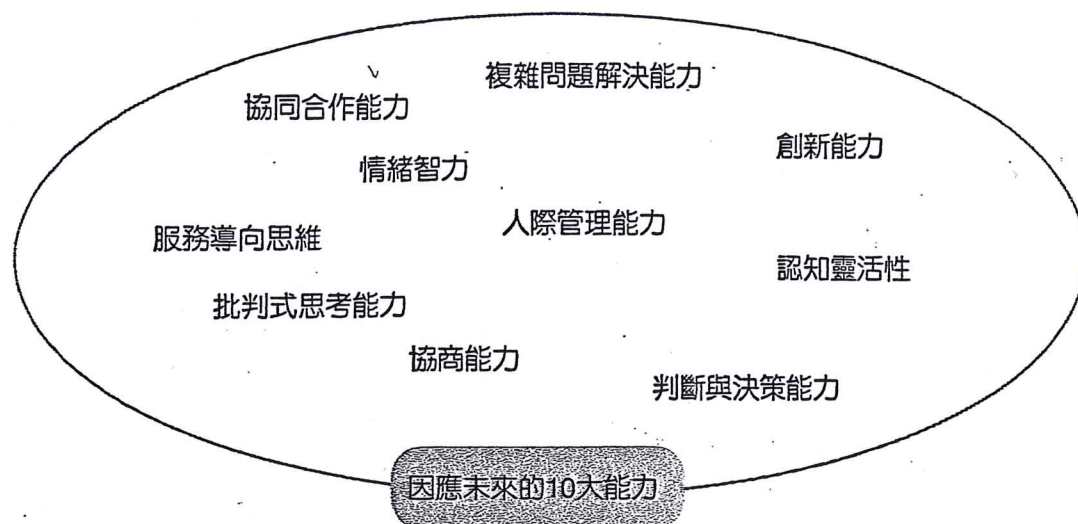 複雜問題解決能力
協同合作能力
創新能力
情緒智力
人際管理能力
服務導向思維
認知靈活性
批判式思考能力
協商能力
判斷與決策能力
因應未來的10大能力